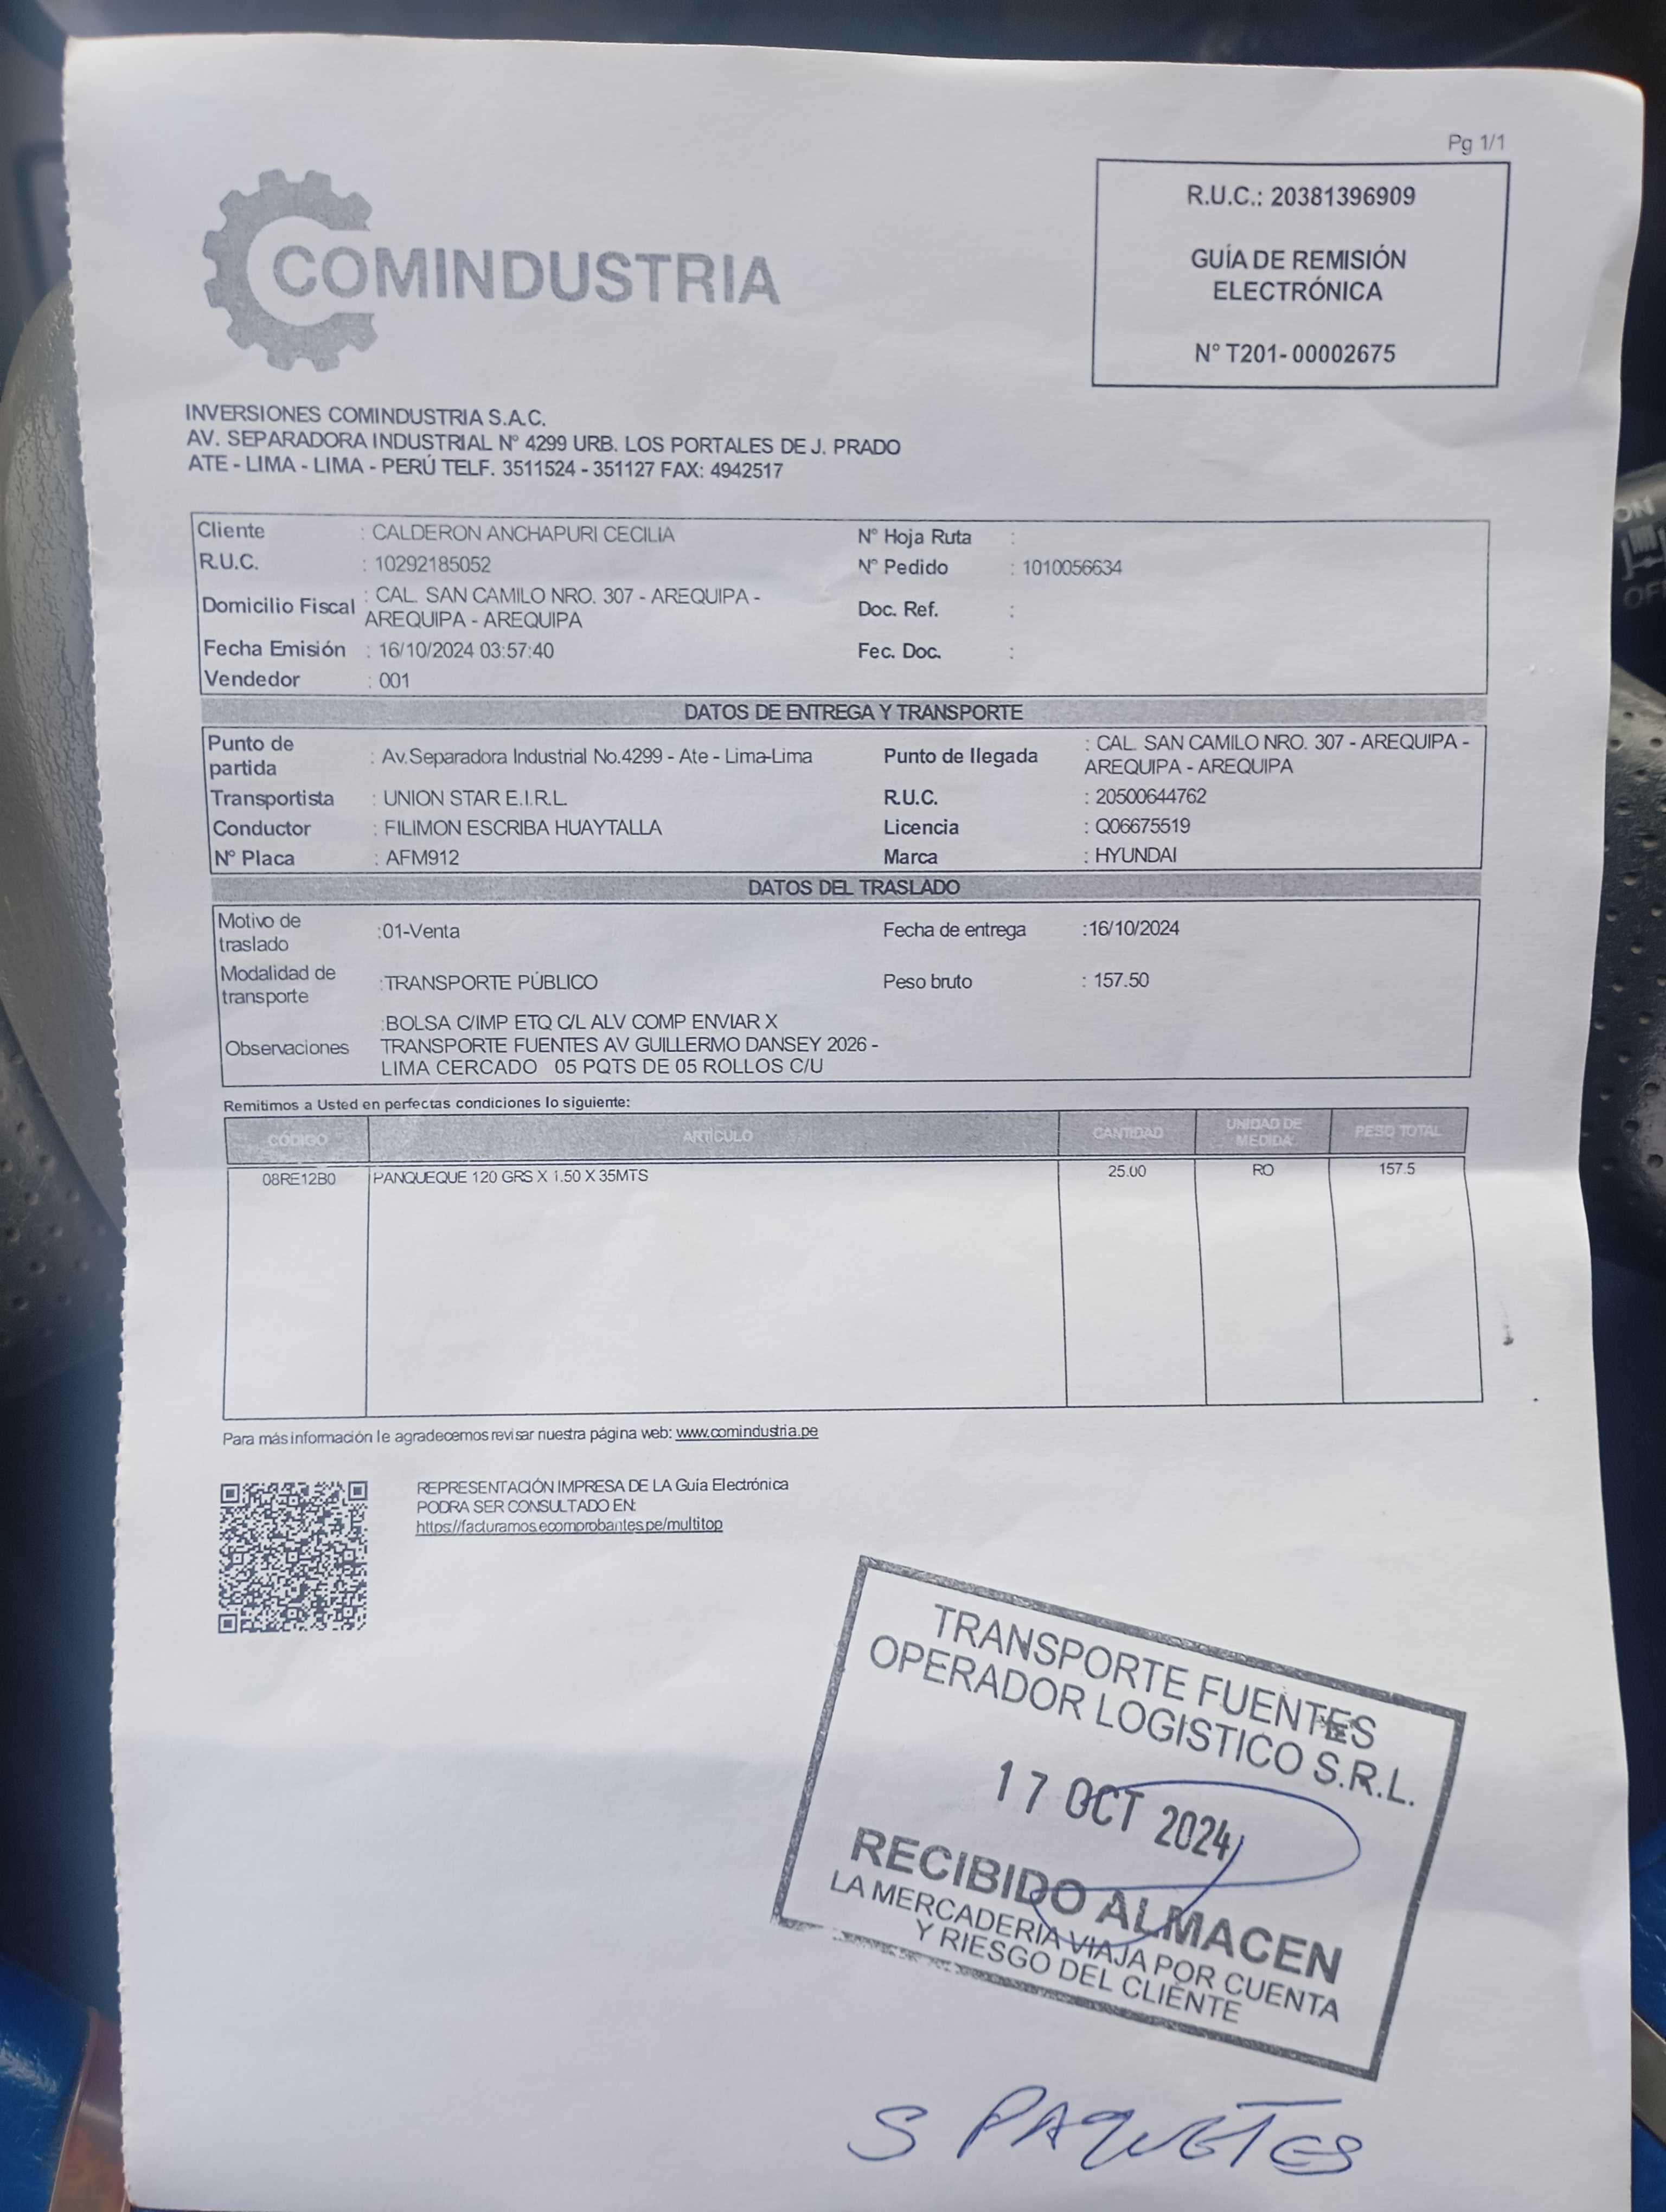 Pg 1/1
R.U.C.: 20381396909
GUÍA DE REMISIÓN
ELECTRÓNICA
N° T201- 00002675
COMINDUSTRIA
INVERSIONES COMINDUSTRIA S.A.C.
AV. SEPARADORA INDUSTRIAL Nº 4299 URB. LOS PORTALES DE J. PRADO
ATE - LIMA - LIMA - PERÚ TELF. 3511524 - 351127 FAX: 4942517
Cliente : CALDERON ANCHAPURI CECILIA Nº Hoja Ruta :
R.U.C. : 10292185052 Nº Pedido : 1010056634
Domicilio Fiscal : CAL. SAN CAMILO NRO. 307 - AREQUIPA - AREQUIPA - AREQUIPA Doc. Ref. :
Fecha Emisión : 16/10/2024 03:57:40 Fec. Doc. :
Vendedor : 001
DATOS DE ENTREGA Y TRANSPORTE
Punto de partida : Av.Separadora Industrial No.4299 - Ate - Lima-Lima Punto de llegada : CAL. SAN CAMILO NRO. 307 - AREQUIPA - AREQUIPA - AREQUIPA
Transportista : UNION STAR E.I.R.L. R.U.C. : 20500644762
Conductor : FILIMON ESCRIBA HUAYTALLA Licencia : Q06675519
Nº Placa : AFM912 Marca : HYUNDAI
DATOS DEL TRASLADO
Motivo de traslado :01-Venta Fecha de entrega :16/10/2024
Modalidad de transporte :TRANSPORTE PÚBLICO Peso bruto : 157.50
Observaciones :BOLSA C/IMP ETQ C/L ALV COMP ENVIAR X
TRANSPORTE FUENTES AV GUILLERMO DANSEY 2026 -
LIMA CERCADO 05 PQTS DE 05 ROLLOS C/U
Remitimos a Usted en perfectas condiciones lo siguiente:
CÓDIGO ARTÍCULO CANTIDAD UNIDAD DE MEDIDA PESO TOTAL
08RE12B0 PANQUEQUE 120 GRS X 1.50 X 35MTS 25.00 RO 157.5
Para más información le agradecemos revisar nuestra página web: www.comindustria.pe
REPRESENTACIÓN IMPRESA DE LA Guía Electrónica
PODRA SER CONSULTADO EN:
https://facturamos.ecomprobantes.pe/multitop
TRANSPORTE FUENTES
OPERADOR LOGISTICO S.R.L.
17 OCT 2024
RECIBIDO ALMACEN
LA MERCADERIA VIAJA POR CUENTA
Y RIESGO DEL CLIENTE
5 PAQUETES
ON
OFF